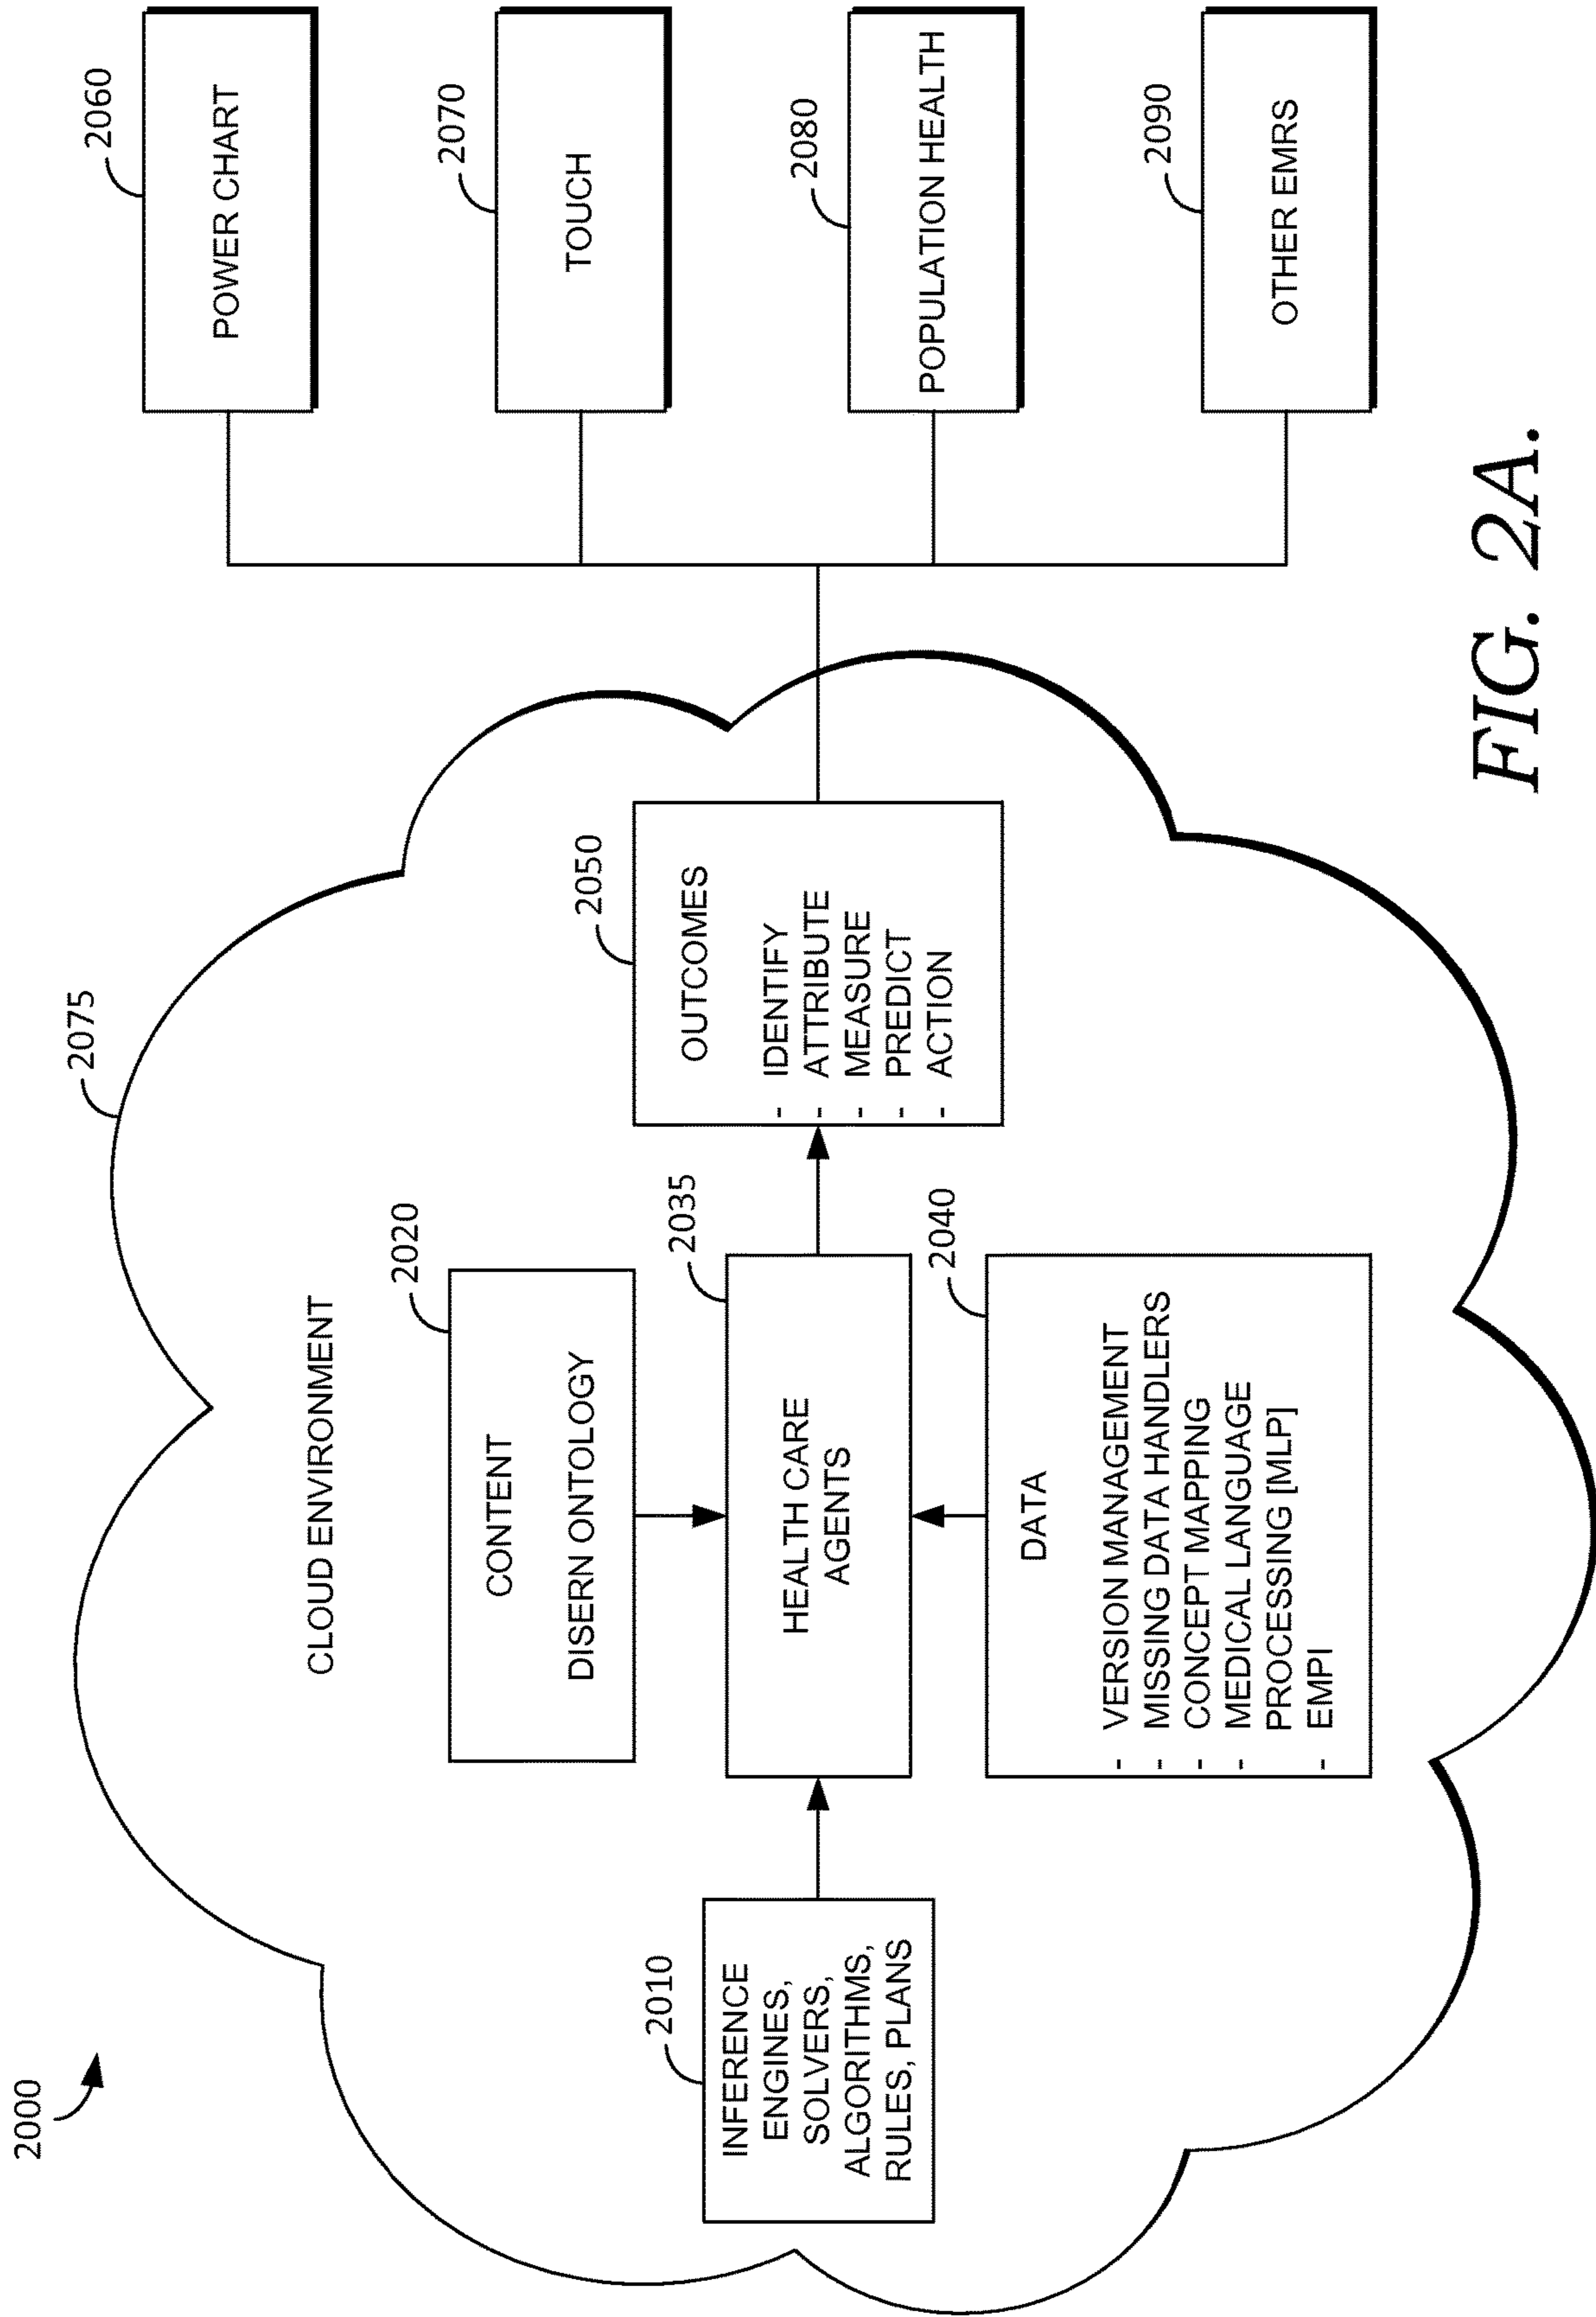 2000
2075
CLOUD ENVIRONMENT
2010
INFERENCE
ENGINES,
SOLVERS,
ALGORITHMS,
RULES, PLANS
2020
CONTENT
DISERN ONTOLOGY
2035
HEALTH CARE
AGENTS
2040
DATA
- VERSION MANAGEMENT
- MISSING DATA HANDLERS
- CONCEPT MAPPING
- MEDICAL LANGUAGE
PROCESSING [MLP]
- EMPI
2050
OUTCOMES
- IDENTIFY
- ATTRIBUTE
- MEASURE
- PREDICT
- ACTION
2060
POWER CHART
2070
TOUCH
2080
POPULATION HEALTH
2090
OTHER EMRS
FIG. 2A.